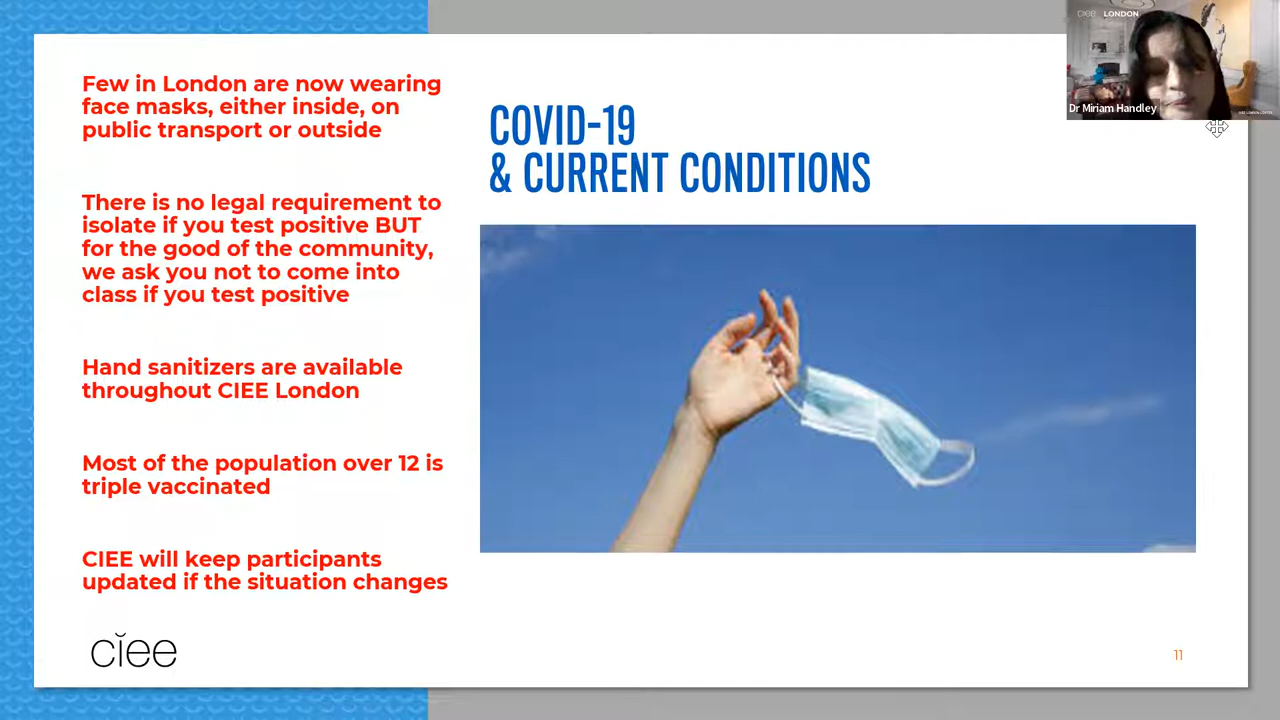 Few in London are now wearing
face masks, either inside, on
public transport or outside
There is no legal requirement to
isolate if you test positive BUT
for the good of the community,
we ask you not to come into
class if you test positive
Hand sanitizers are available
throughout CIEE London
Most of the population over 12 is
triple vaccinated
CIEE will keep participants
updated if the situation changes
ciee
COVID-19
& CURRENT CONDITIONS
11
ciee LONDON
Dr Miriam Handley